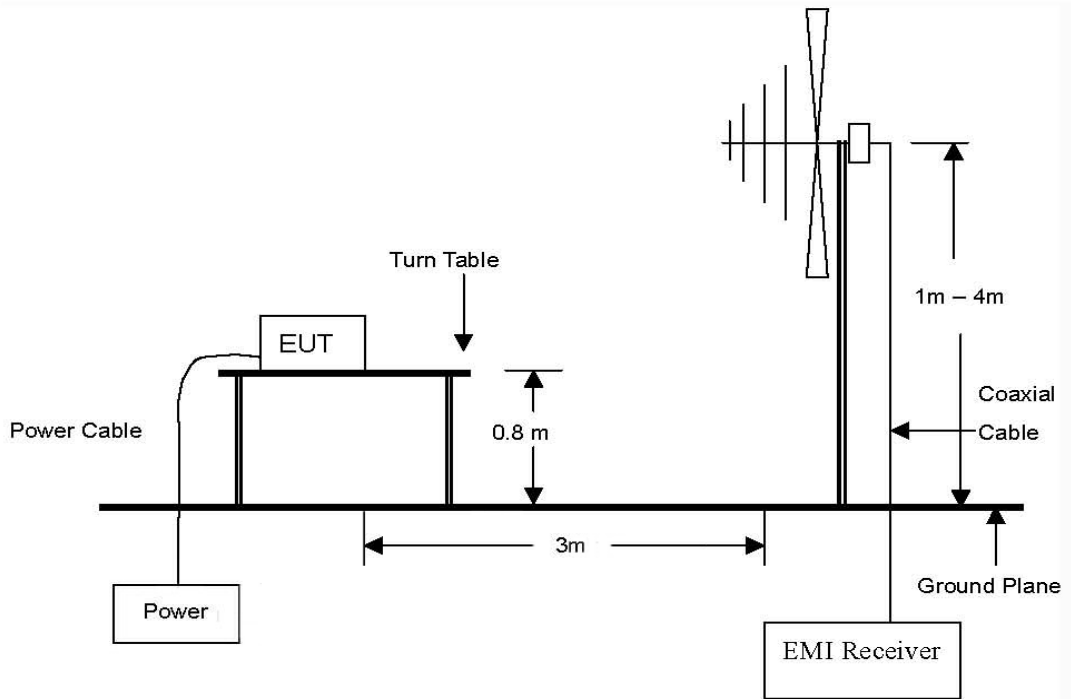 Turn Table
1m – 4m
EUT
Coaxial
Cable
Power Cable
0.8 m
3m
Ground Plane
Power
EMI Receiver